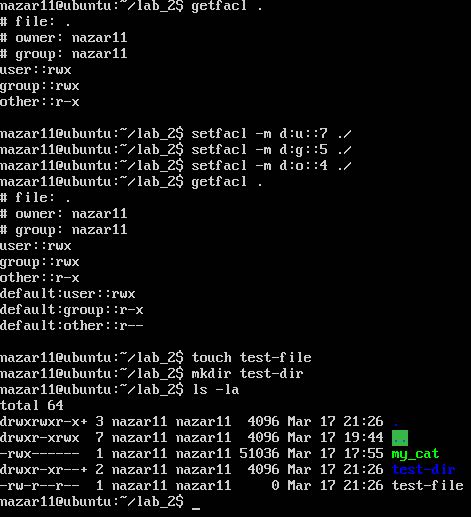 nazar11@ubuntu:~/lab_2$ getfacl .
# file: .
# owner: nazar11
# group: nazar11
user::rwx
group::rwx
other::r-x

nazar11@ubuntu:~/lab_2$ setfacl -m d:u::7 ./
nazar11@ubuntu:~/lab_2$ setfacl -m d:g::5 ./
nazar11@ubuntu:~/lab_2$ setfacl -m d:o::4 ./
nazar11@ubuntu:~/lab_2$ getfacl .
# file: .
# owner: nazar11
# group: nazar11
user::rwx
group::rwx
other::r-x
default:user::rwx
default:group::r-x
default:other::r--

nazar11@ubuntu:~/lab_2$ touch test-file
nazar11@ubuntu:~/lab_2$ mkdir test-dir
nazar11@ubuntu:~/lab_2$ ls -la
total 64
drwxrwxr-x+ 3 nazar11 nazar11  4096 Mar 17 21:26 .
drwxr-xrwx  7 nazar11 nazar11  4096 Mar 17 19:44 ..
-rwx------  1 nazar11 nazar11 51036 Mar 17 17:55 my_cat
drwxr-xr--+ 2 nazar11 nazar11  4096 Mar 17 21:26 test-dir
-rw-r--r--  1 nazar11 nazar11     0 Mar 17 21:26 test-file
nazar11@ubuntu:~/lab_2$ _